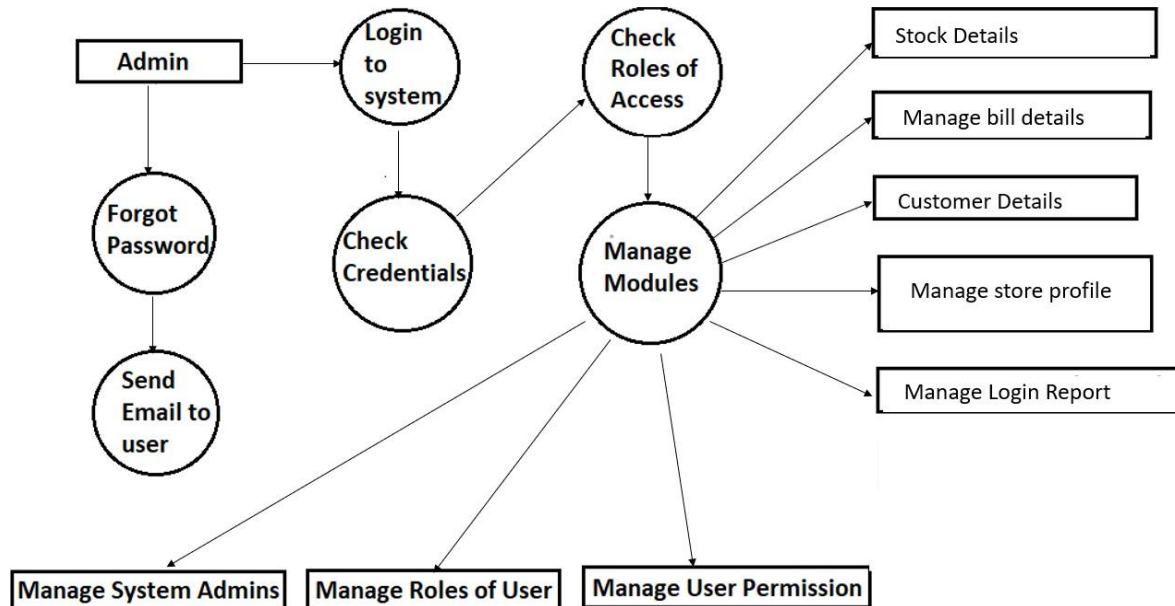 Admin
Login
to
system
Check
Roles of
Access
Stock Details
Manage bill details
Forgot
Password
Check
Credentials
Manage
Modules
Customer Details
Manage store profile
Send
Email to
user
Manage Login Report
Manage System Admins
Manage Roles of User
Manage User Permission